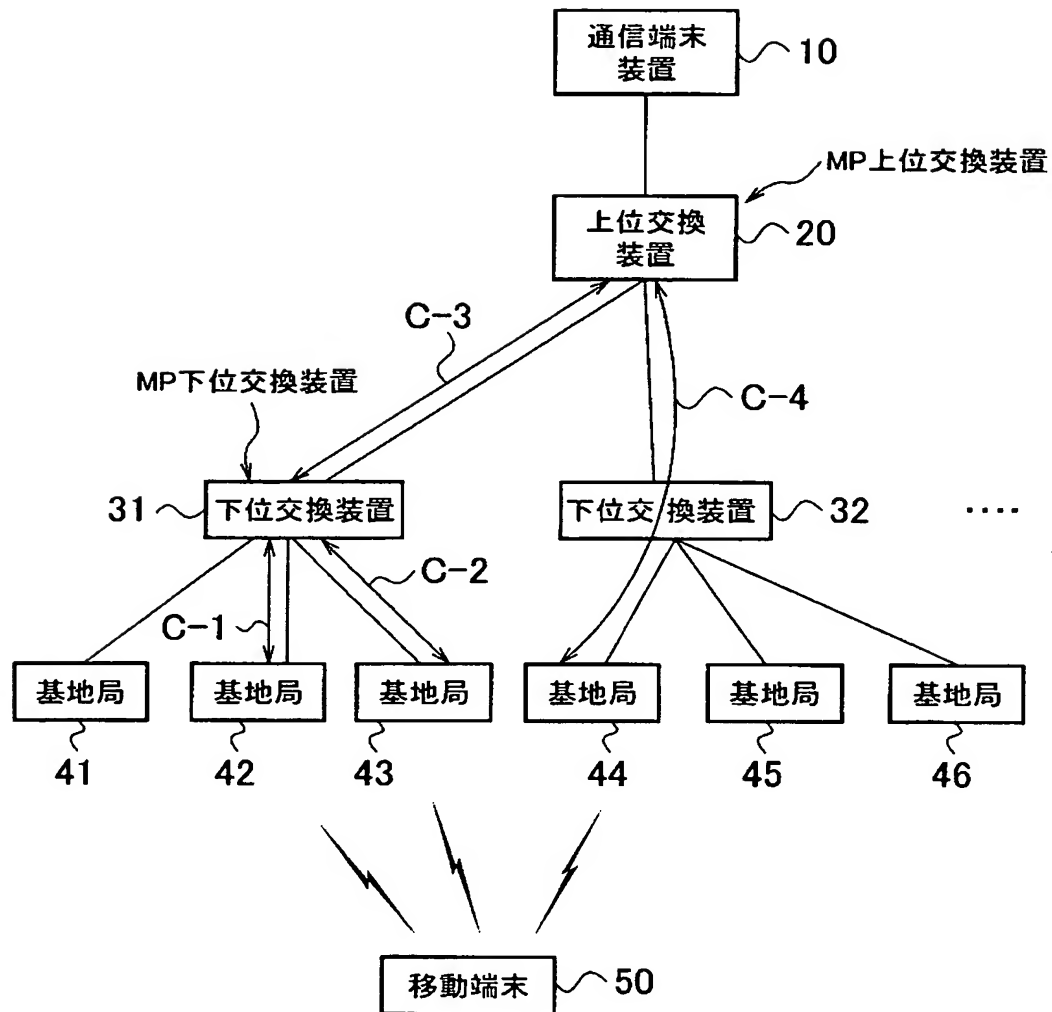 通信端末
装置
10
MP上位交換装置
上位交換
装置
20
C-3
MP下位交換装置
C-4
31
下位交換装置
下位交換装置
32
....
C-2
C-1
基地局
基地局
基地局
基地局
基地局
基地局
41
42
43
44
45
46
移動端末
50